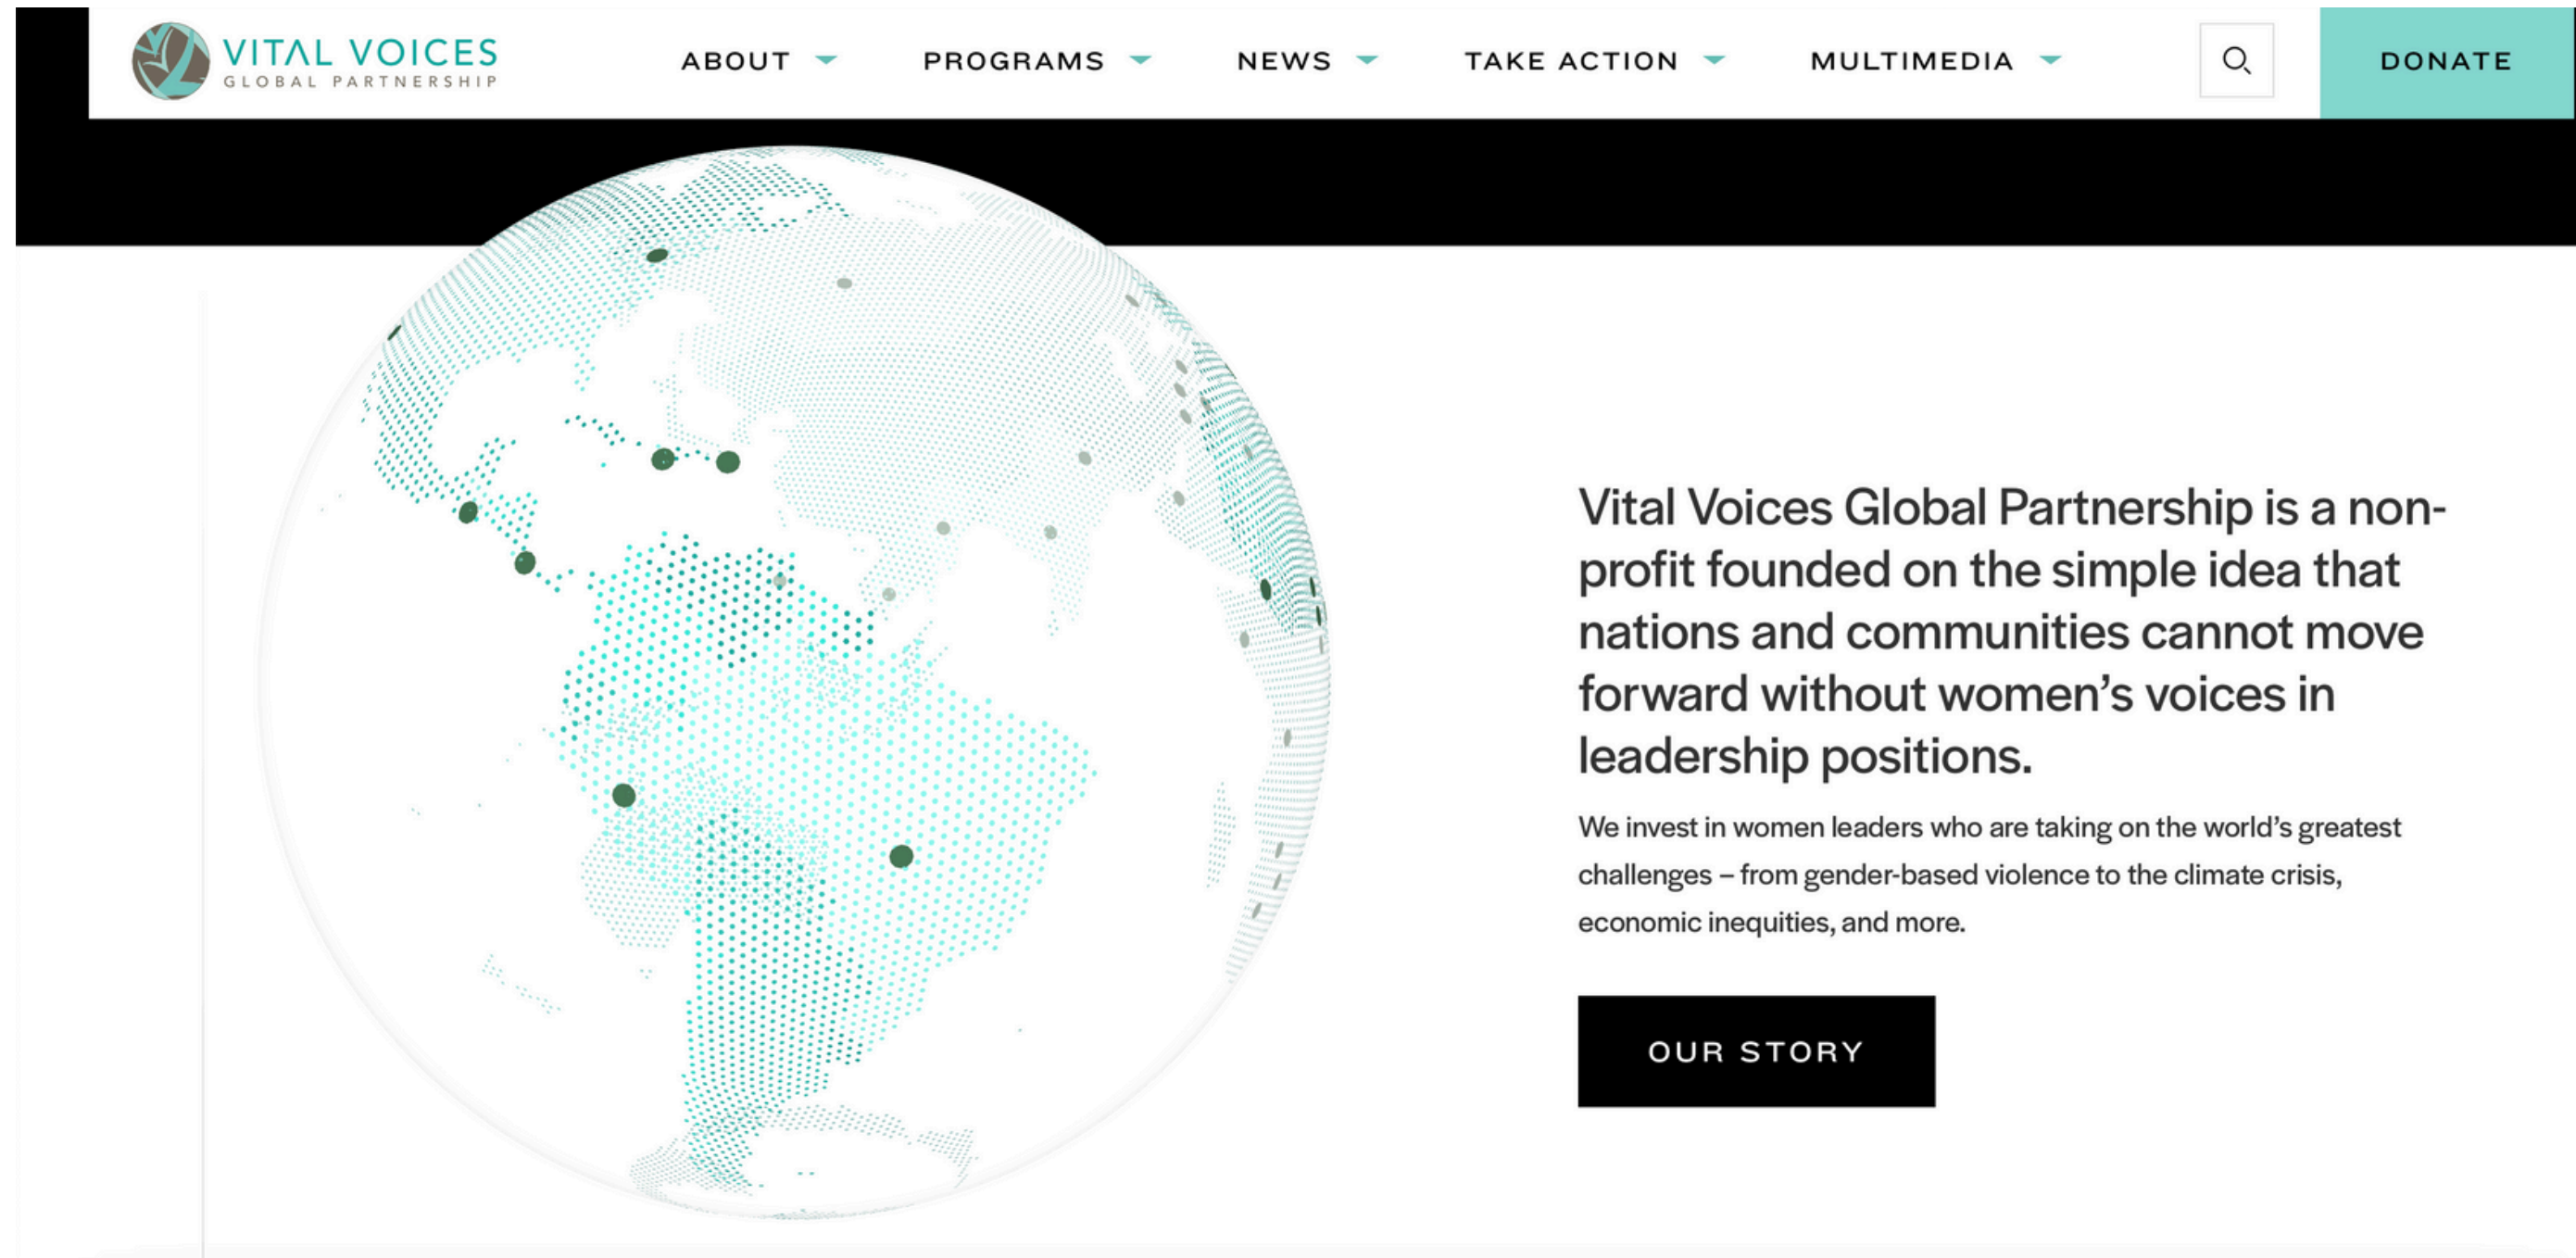 VITAL VOICES
GLOBAL PARTNERSHIP
ABOUT
PROGRAMS
NEWS
TAKE ACTION
MULTIMEDIA
DONATE
Vital Voices Global Partnership is a non-
profit founded on the simple idea that
nations and communities cannot move
forward without women’s voices in
leadership positions.
We invest in women leaders who are taking on the world’s greatest
challenges – from gender-based violence to the climate crisis,
economic inequities, and more.
OUR STORY